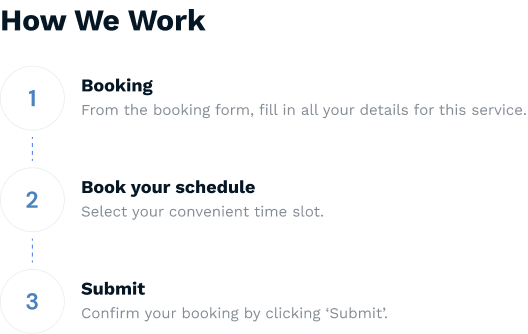 How We Work
1
Booking
From the booking form, fill in all your details for this service.
2
Book your schedule
Select your convenient time slot.
3
Submit
Confirm your booking by clicking ‘Submit’.